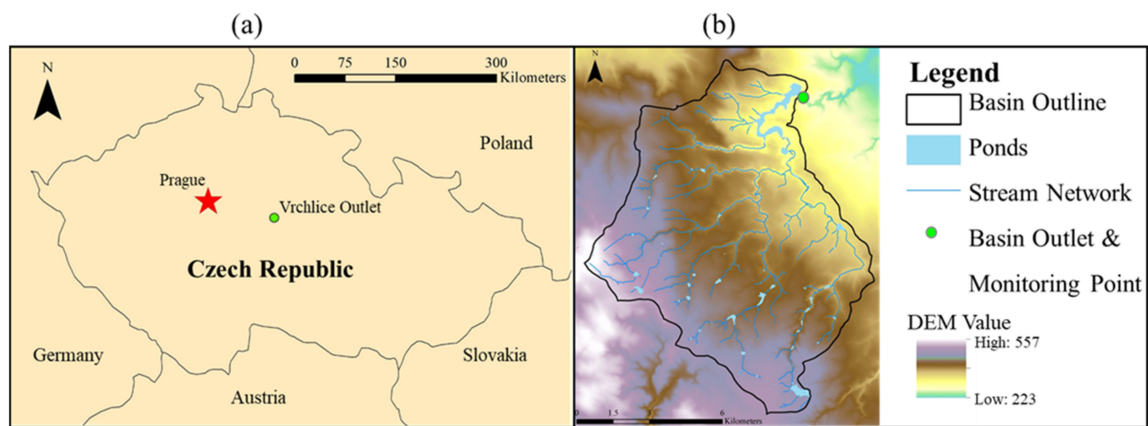 (a)
(b)
N
0 75 150 300
Kilometers
Poland
Prague
Vrchlice Outlet
Czech Republic
Germany
Slovakia
Austria
N
0 1.5 3 6
Kilometers
Legend
Basin Outline
Ponds
Stream Network
Basin Outlet &
Monitoring Point
DEM Value
High: 557
Low: 223